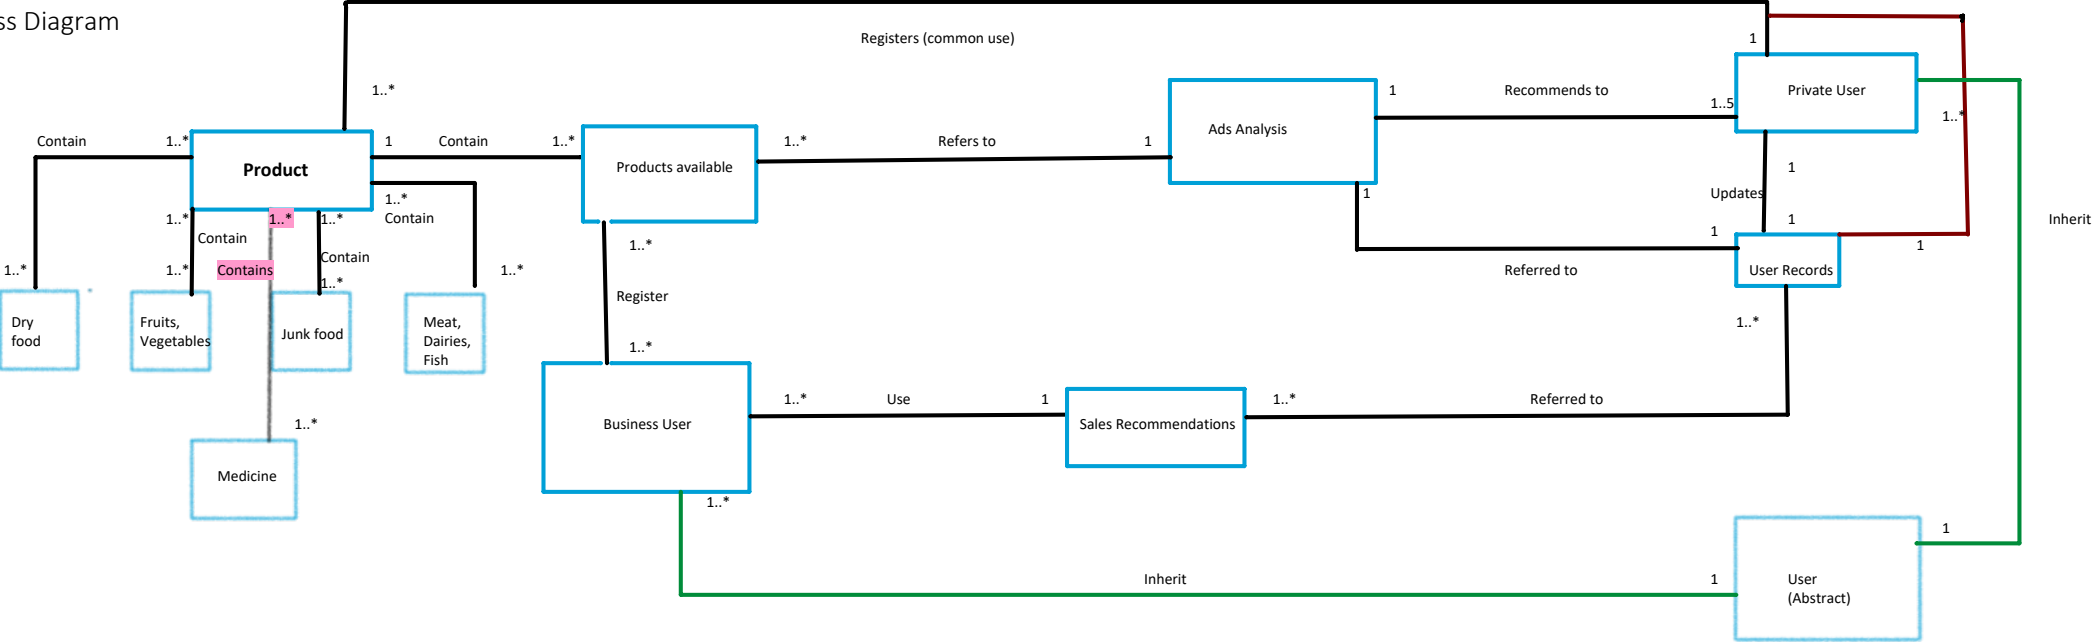 ss Diagram
Registers (common use)
1
1..*
1
Recommends to
Private User
1..5
1..*
Contain
1..*
1
Contain
1..*
1..*
Refers to
1
Ads Analysis
Product
Products available
1..*
Contain
1
Updates
1
1
1..*
1..*
1..*
Contain
Contain
1..*
1..*
Contains
1..*
1..*
1..*
1
1
1
Inherit
Referred to
User Records
Register
Dry
food
Fruits,
Vegetables
Junk food
Meat,
Dairies,
Fish
1..*
1..*
1..*
Use
1
1..*
Referred to
1..*
Business User
Sales Recommendations
Medicine
1..*
1
Inherit
1
User
(Abstract)